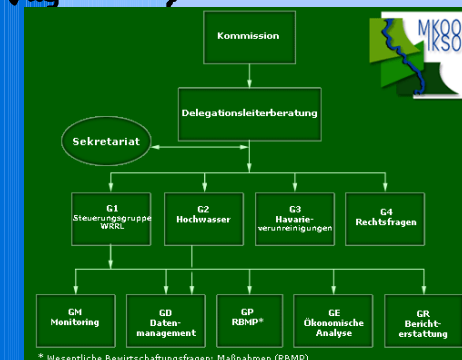 MKOO
IKSO
Kommission
Delegationsleiterberatung
Sekretariat
G1
Steuerungsgruppe
WRRL
G2
Hochwasser
G3
Havarie-
verunreinigungen
G4
Rechtsfragen
GM
Monitoring
GD
Daten-
management
GP
RBMP*
GE
Ökonomische
Analyse
GR
Bericht-
erstattung
* Wesentliche Bewirtschaftungsfragen; Maßnahmen (RBMP)